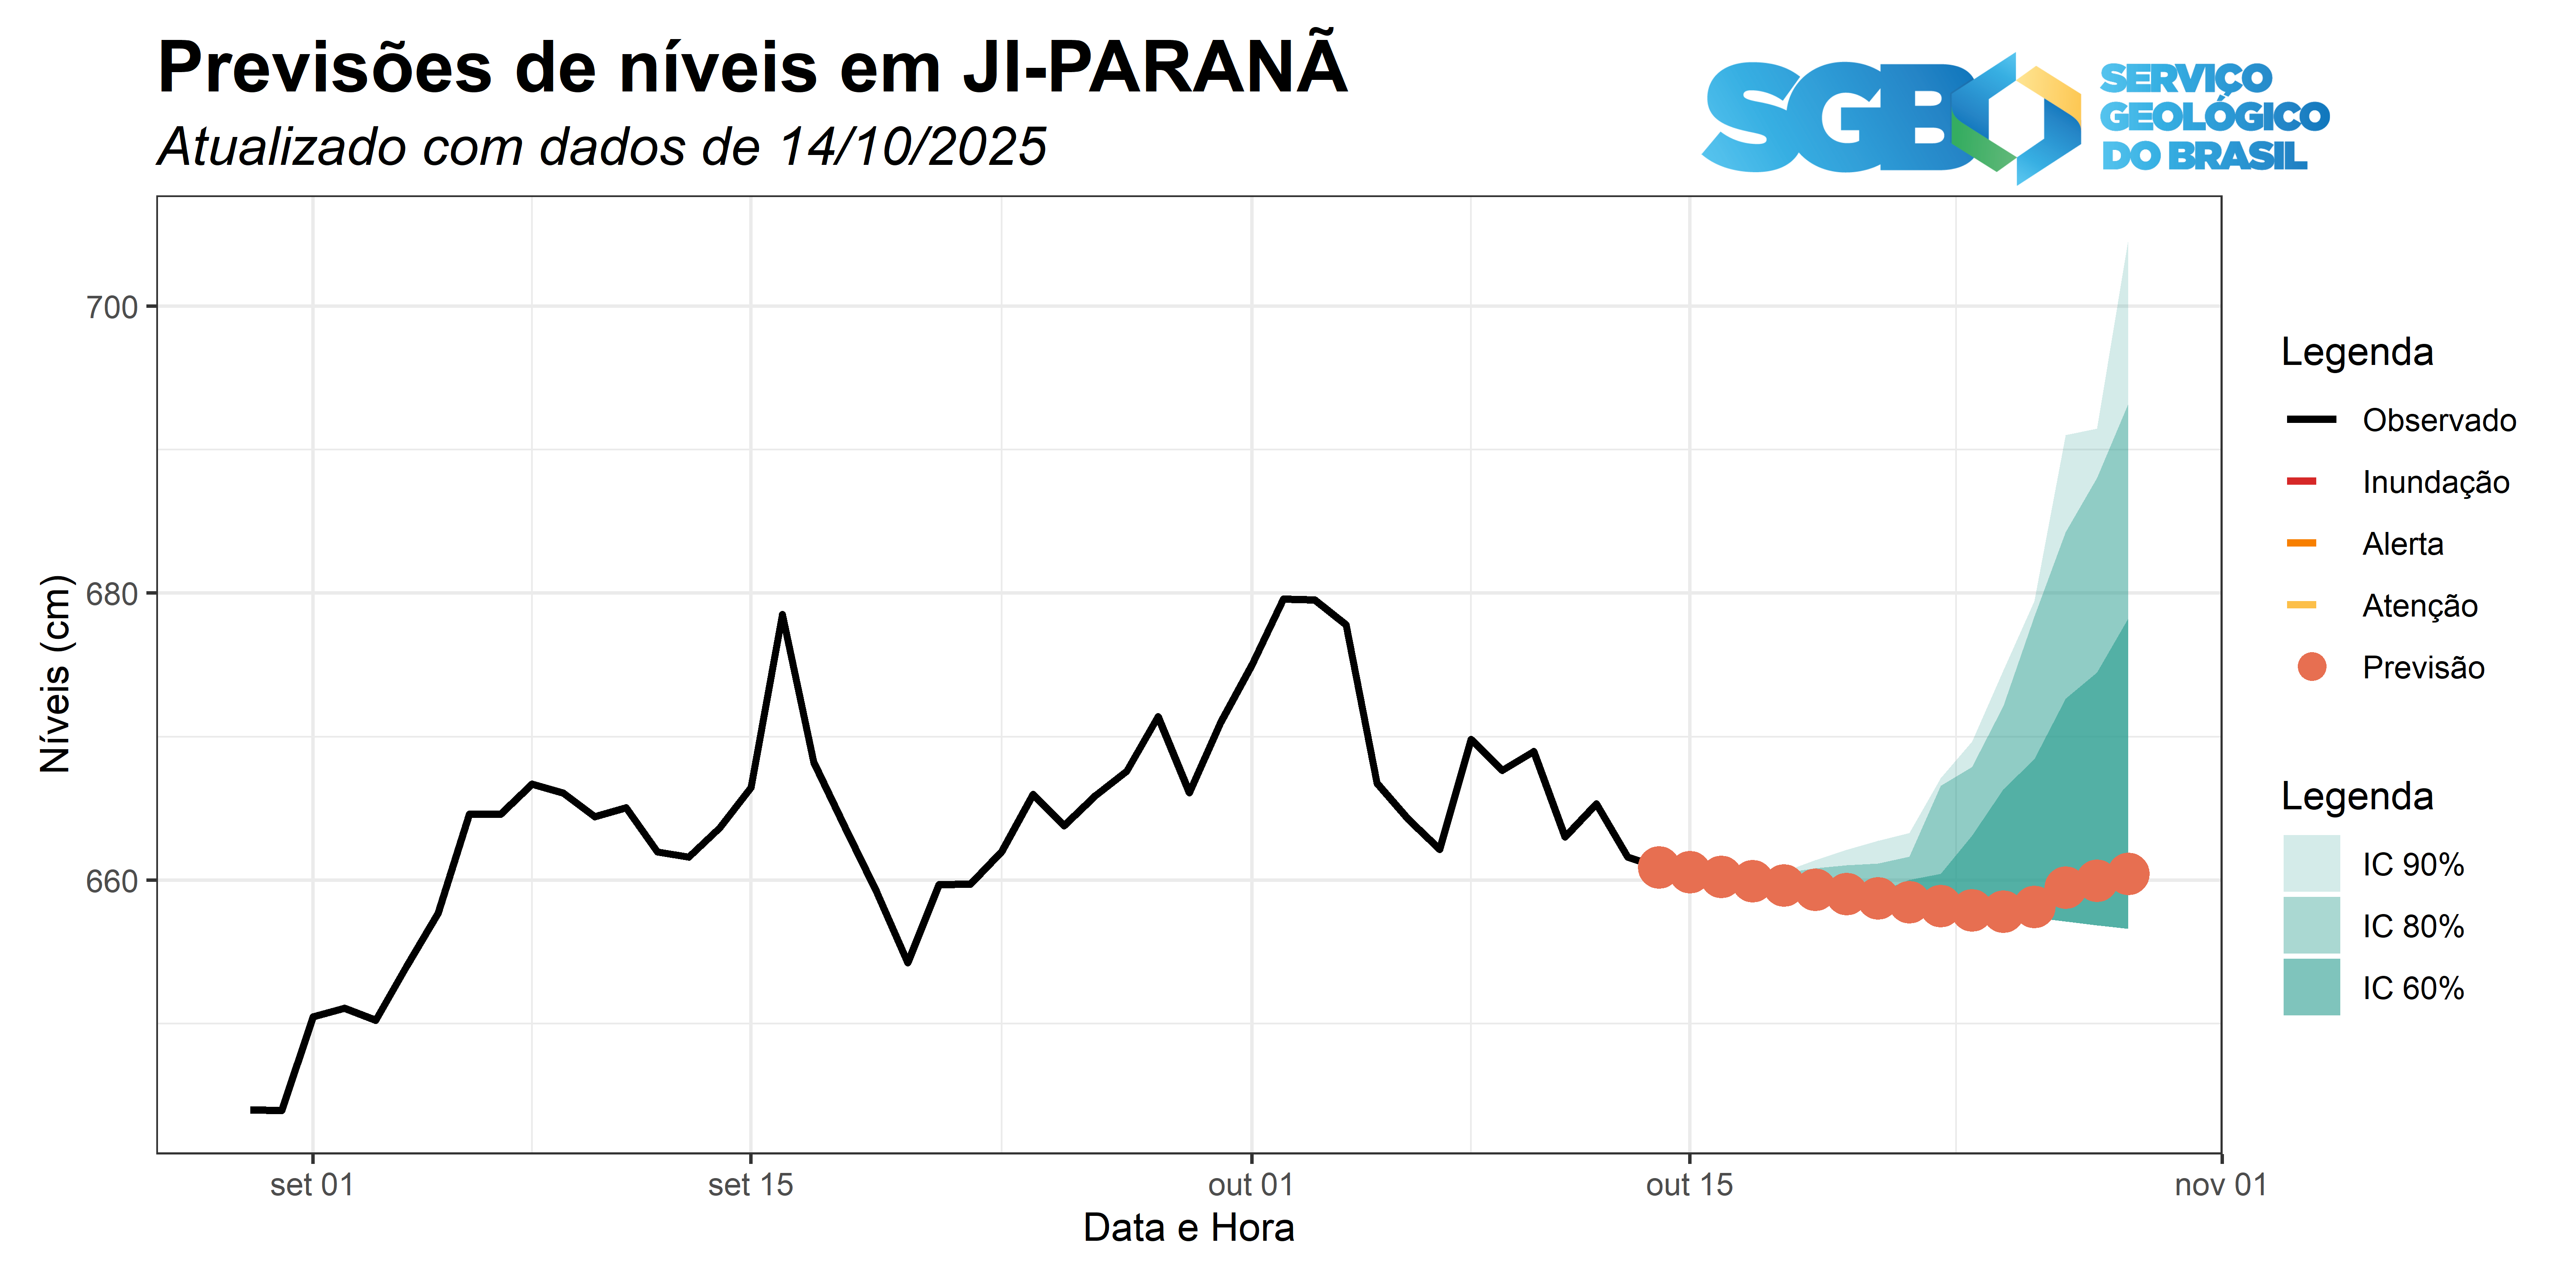 Previsões de níveis em JI-PARANÃ
Atualizado com dados de 14/10/2025
SGB
SERVIÇO
GEOLÓGICO
DO BRASIL
Níveis (cm)
700
680
660
set 01
set 15
out 01
out 15
nov 01
Data e Hora
Legenda
Observado
Inundação
Alerta
Atenção
Previsão
Legenda
IC 90%
IC 80%
IC 60%